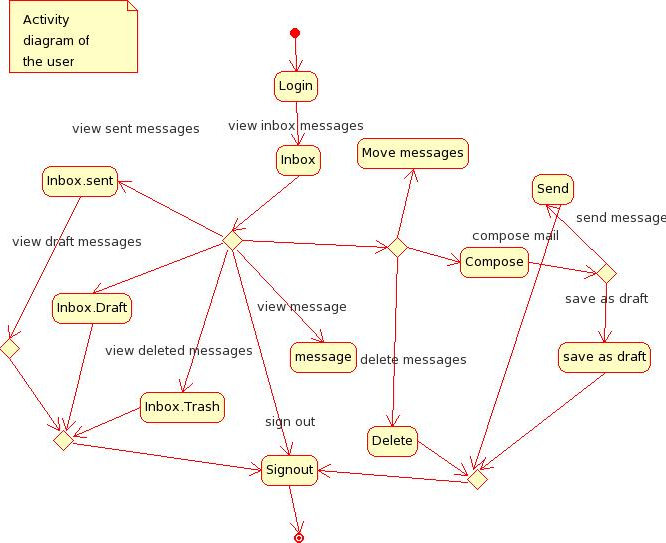 Activity
diagram of
the user
Login
view sent messages
view inbox messages
Move messages
Inbox
Inbox.sent
Send
send message
view draft messages
compose mail
Compose
save as draft
Inbox.Draft
view message
view deleted messages
message
delete messages
save as draft
Inbox.Trash
sign out
Delete
Signout